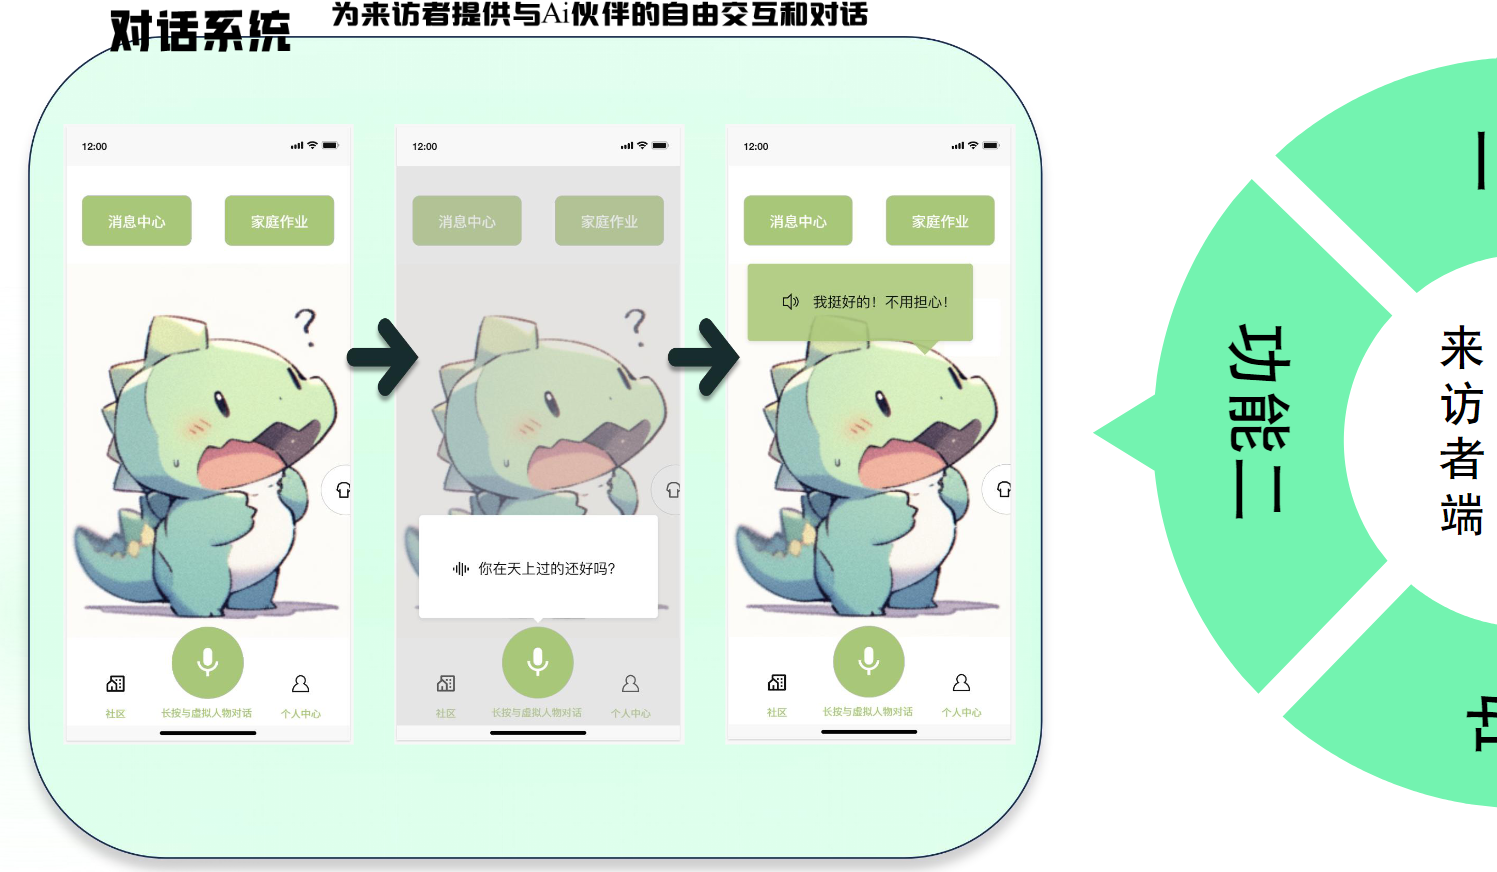 对话系统
为来访者提供与Ai伙伴的自由交互和对话
12:00
消息中心
家庭作业
?
社区
长按与虚拟人物对话
个人中心
12:00
消息中心
家庭作业
?
你在天上过的还好吗?
社区
长按与虚拟人物对话
个人中心
12:00
消息中心
家庭作业
我挺好的！不用担心！
社区
长按与虚拟人物对话
个人中心
功能二
来访者端